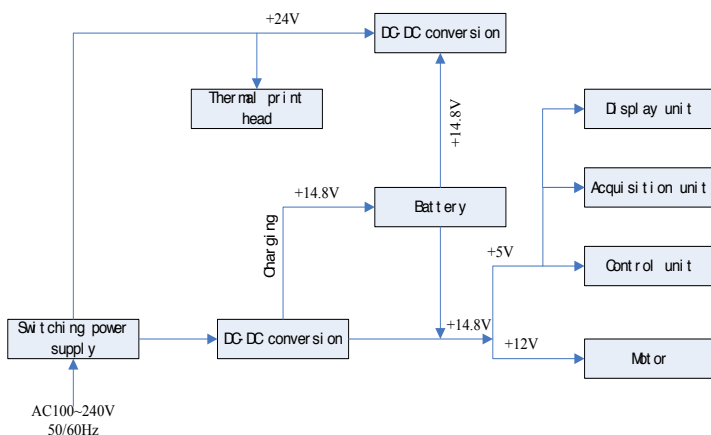 +24V
DC-DC conversion
Thermal print
head
+14.8V
Display unit
Acquisition unit
+14.8V
Battery
Charging
+5V
Control unit
Switching power
supply
DC-DC conversion
+14.8V
+12V
Motor
AC100~240V
50/60Hz